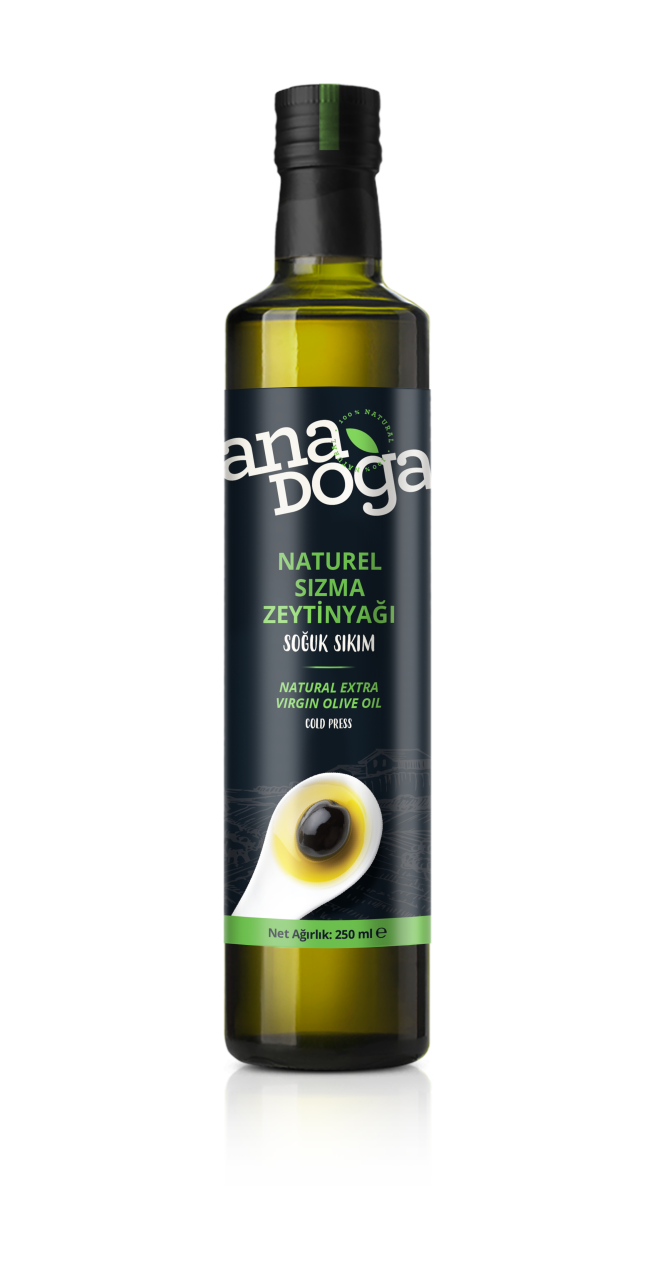 ana
DOĞa
100% NATURAL
NATUREL
SIZMA
ZEYTİNYAĞI
SOĞUK SIKIM
NATURAL EXTRA
VIRGIN OLIVE OIL
COLD PRESS
Net Ağırlık: 250 ml ℮